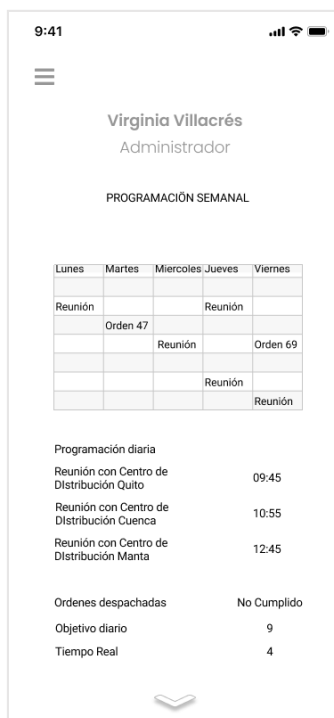 9:41
Virginia Villacrés
Administrador
PROGRAMACIÖN SEMANAL
Lunes Martes Miercoles Jueves Viernes
Reunión Reunión
Orden 47
Reunión Orden 69
Reunión
Reunión
Programación diaria
Reunión con Centro de
DIstribución Quito 09:45
Reunión con Centro de
DIstribución Cuenca 10:55
Reunión con Centro de
DIstribución Manta 12:45
Ordenes despachadas No Cumplido
Objetivo diario 9
Tiempo Real 4